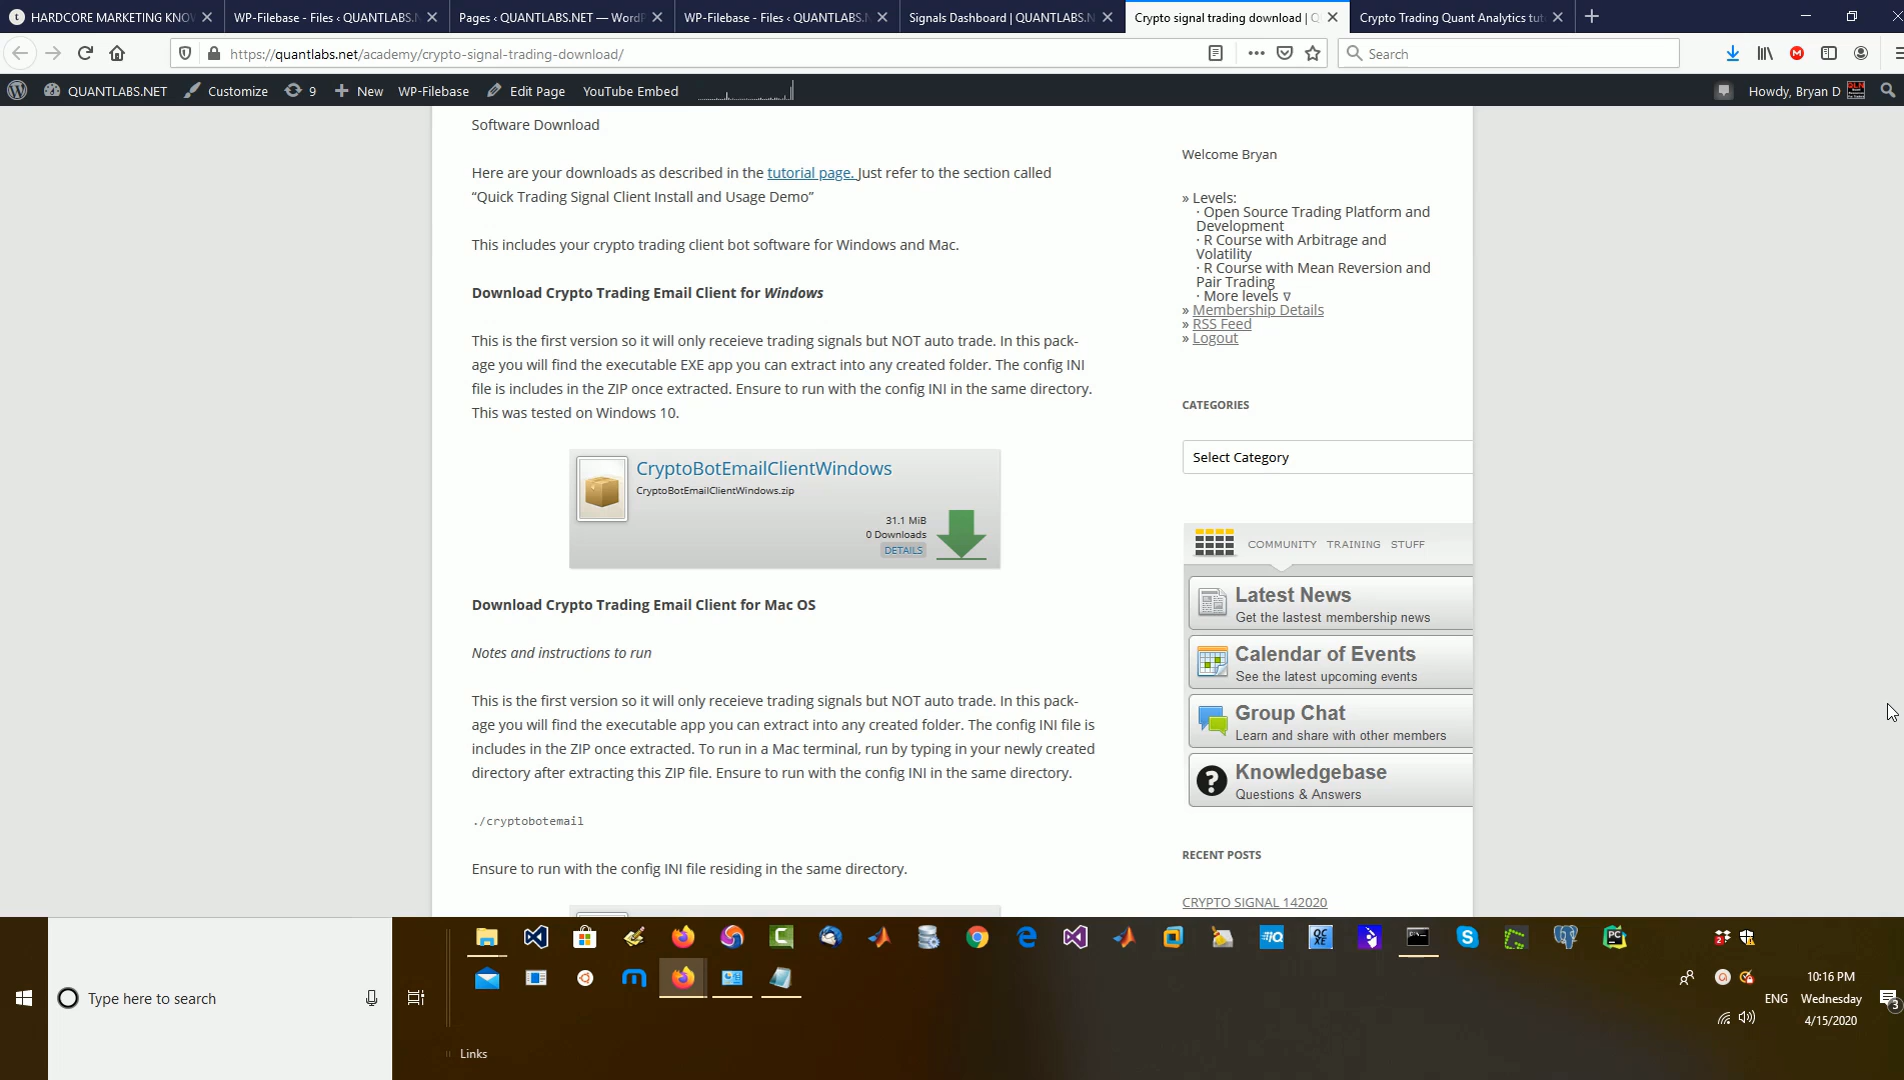 HARDCORE MARKETING KNOW
WP-Filebase - Files ‹ QUANTLABS.
Pages ‹ QUANTLABS.NET — WordP
WP-Filebase - Files ‹ QUANTLABS.N
Signals Dashboard | QUANTLABS.N
Crypto signal trading download | Q
Crypto Trading Quant Analytics tut
https://quantlabs.net/academy/crypto-signal-trading-download/
Search
QUANTLABS.NET
Customize
9
New
WP-Filebase
Edit Page
YouTube Embed
Howdy, Bryan D
Software Download
Here are your downloads as described in the tutorial page. Just refer to the section called
“Quick Trading Signal Client Install and Usage Demo”
This includes your crypto trading client bot software for Windows and Mac.
Download Crypto Trading Email Client for Windows
This is the first version so it will only receieve trading signals but NOT auto trade. In this pack-
age you will find the executable EXE app you can extract into any created folder. The config INI
file is includes in the ZIP once extracted. Ensure to run with the config INI in the same directory.
This was tested on Windows 10.
CryptoBotEmailClientWindows
CryptoBotEmailClientWindows.zip
31.1 MiB
0 Downloads
DETAILS
Download Crypto Trading Email Client for Mac OS
Notes and instructions to run
This is the first version so it will only receieve trading signals but NOT auto trade. In this pack-
age you will find the executable app you can extract into any created folder. The config INI file is
includes in the ZIP once extracted. To run in a Mac terminal, run by typing in your newly created
directory after extracting this ZIP file. Ensure to run with the config INI in the same directory.
./cryptobotemail
Ensure to run with the config INI file residing in the same directory.
Welcome Bryan
» Levels:
· Open Source Trading Platform and
Development
· R Course with Arbitrage and
Volatility
· R Course with Mean Reversion and
Pair Trading
· More levels ∇
» Membership Details
» RSS Feed
» Logout
CATEGORIES
Select Category
COMMUNITY TRAINING STUFF
Latest News
Get the lastest membership news
Calendar of Events
See the latest upcoming events
Group Chat
Learn and share with other members
Knowledgebase
Questions & Answers
RECENT POSTS
CRYPTO SIGNAL 142020
Type here to search
Links
ENG
10:16 PM
Wednesday
4/15/2020
3